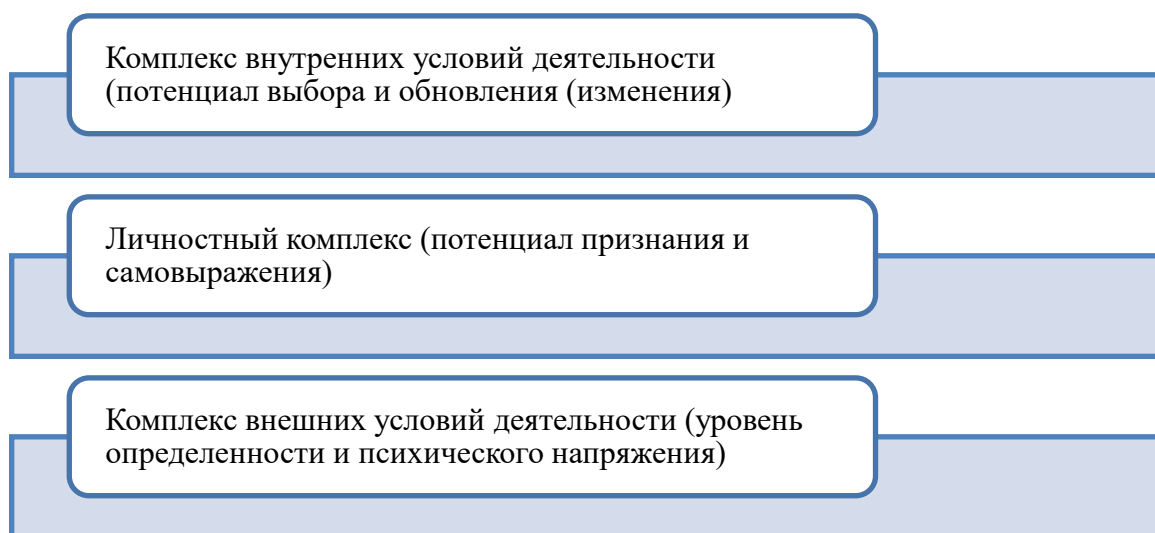 Комплекс внутренних условий деятельности
(потенциал выбора и обновления (изменения)
Личностный комплекс (потенциал признания и
самовыражения)
Комплекс внешних условий деятельности (уровень
определенности и психического напряжения)